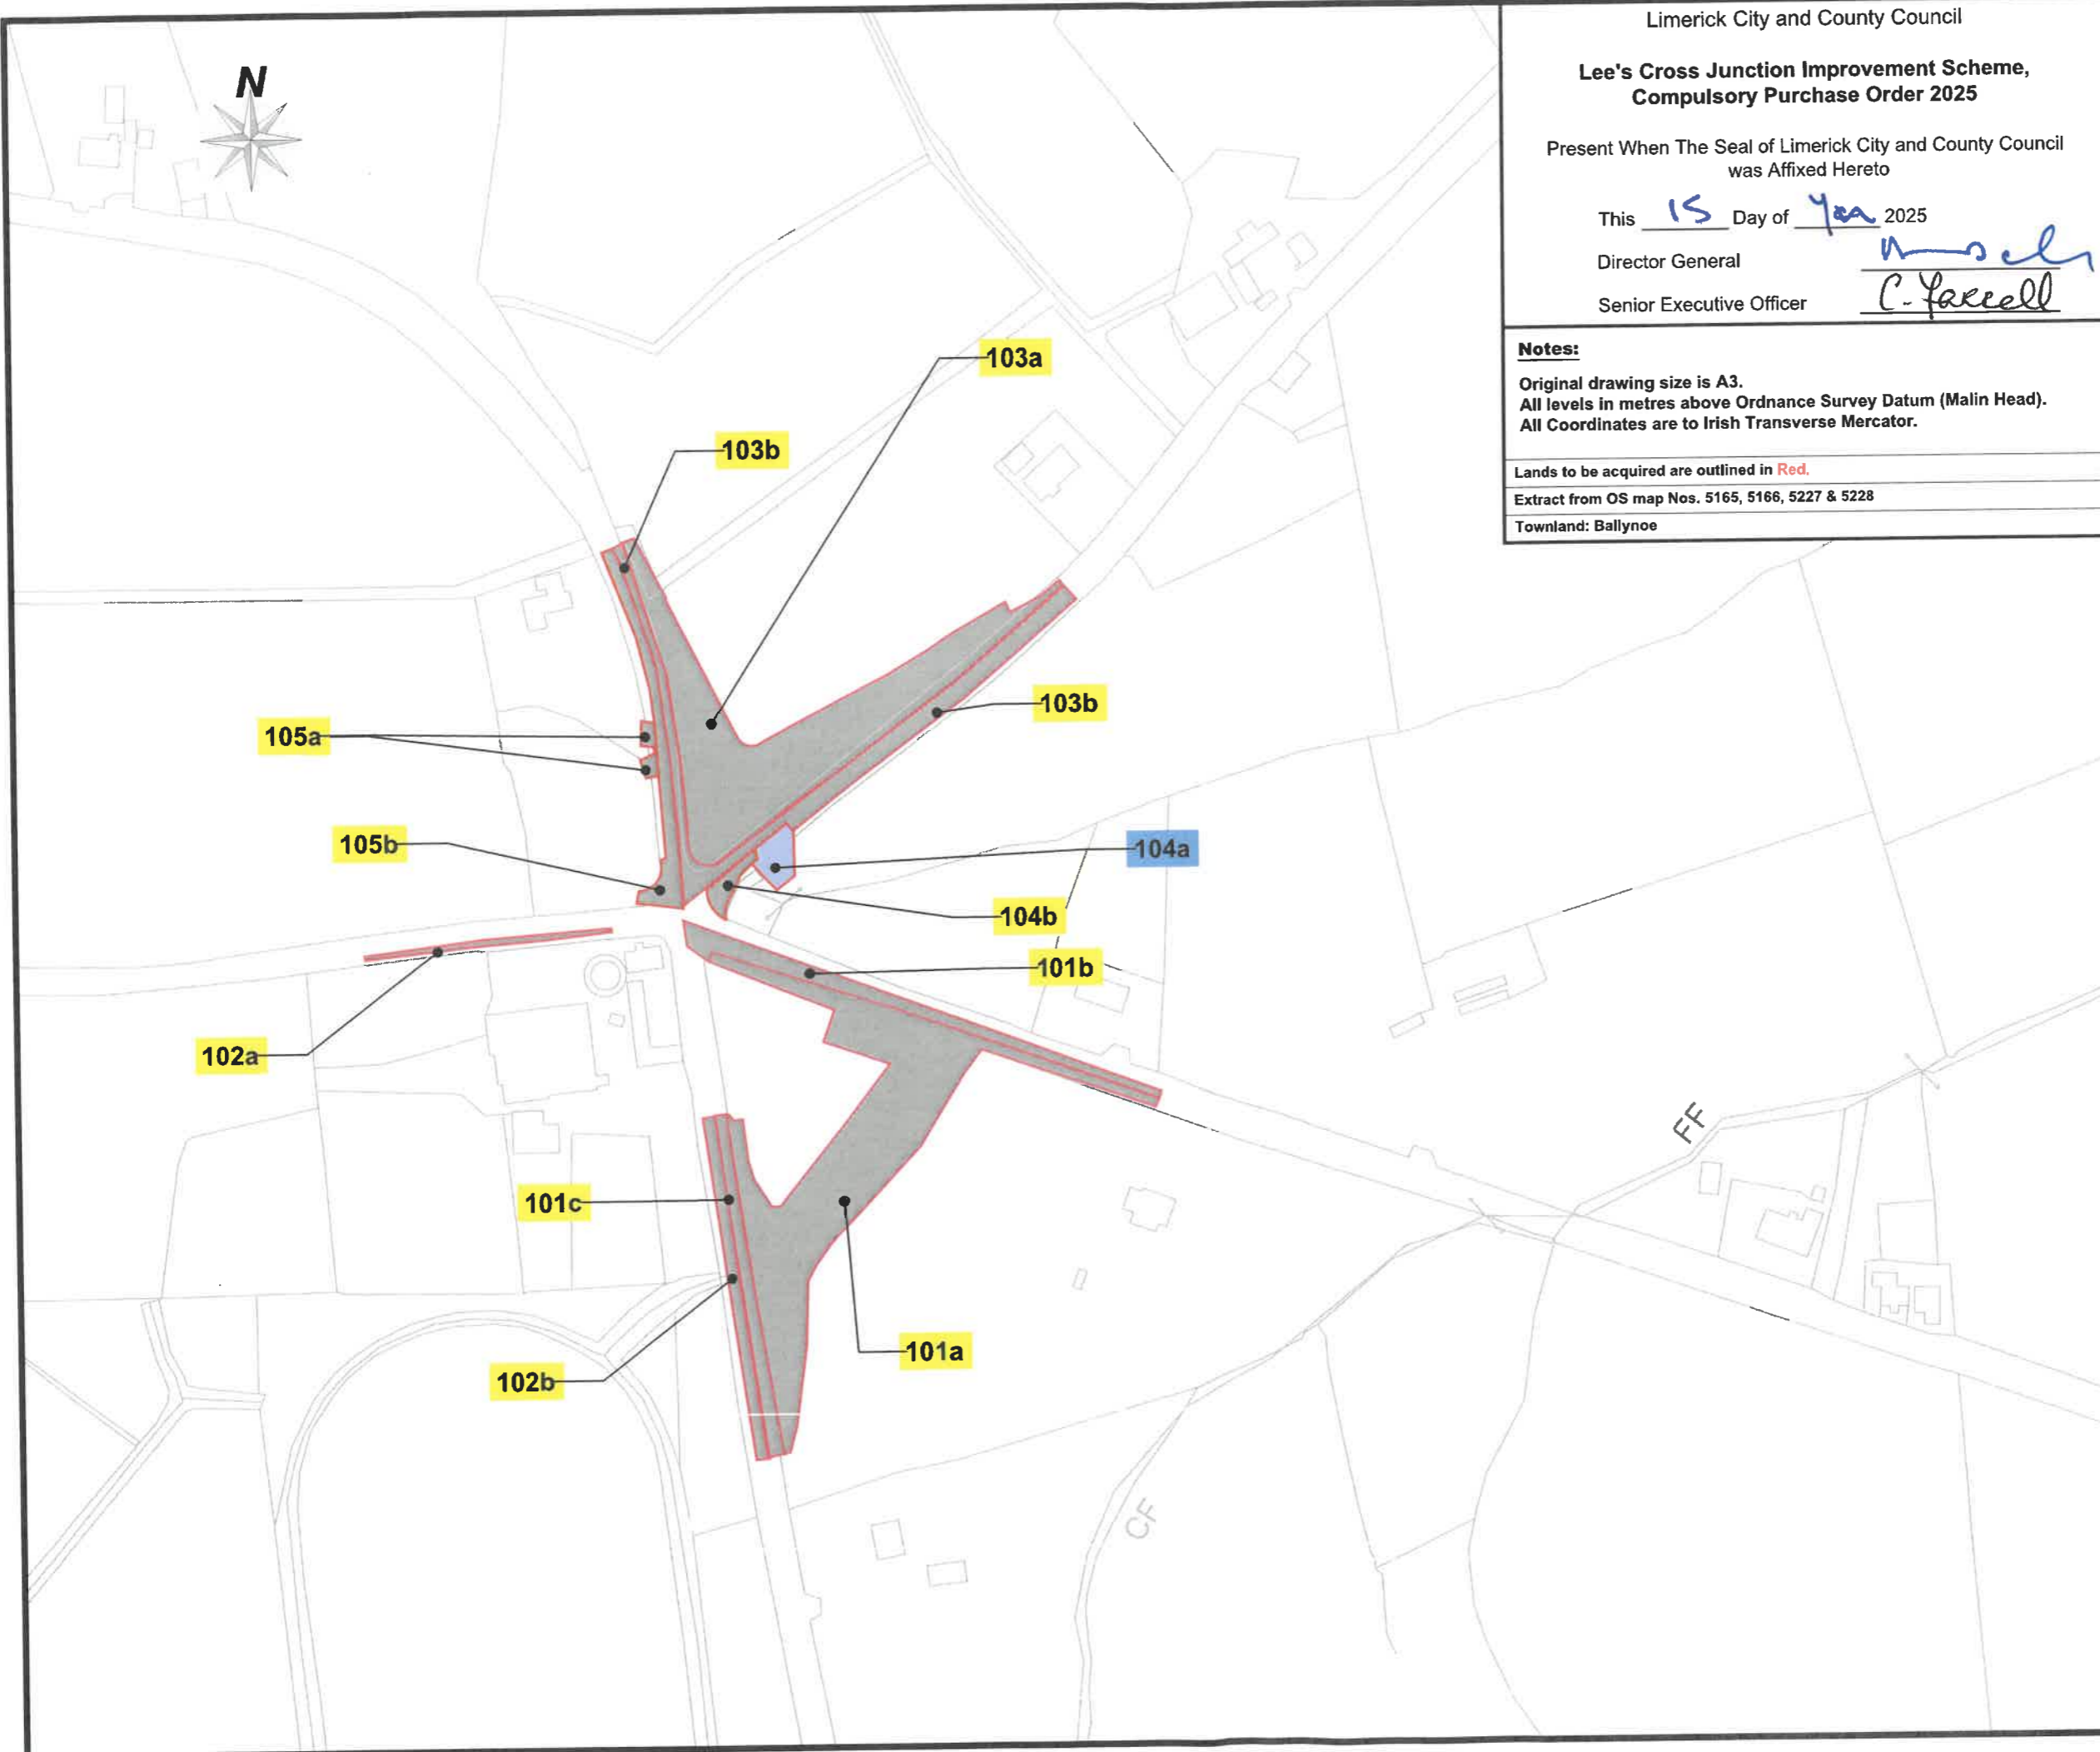 Limerick City and County Council
Lee's Cross Junction Improvement Scheme,
Compulsory Purchase Order 2025
Present When The Seal of Limerick City and County Council
was Affixed Hereto
This 15 Day of 2025
Director General
Senior Executive Officer C. Farrell
Notes:
Original drawing size is A3.
All levels in metres above Ordnance Survey Datum (Malin Head).
All Coordinates are to Irish Transverse Mercator.
Lands to be acquired are outlined in Red.
Extract from OS map Nos. 5165, 5166, 5227 & 5228
Townland: Ballynoe
N
103a
103b
103b
105a
105b
104a
104b
101b
102a
FF
101c
101a
102b
CF